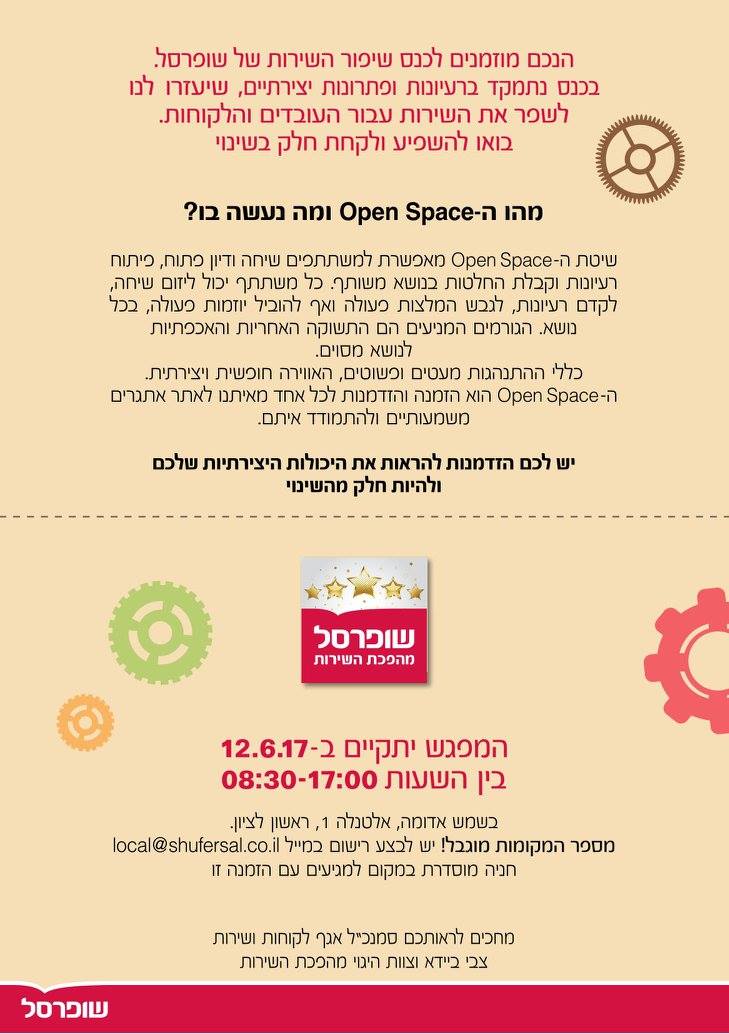 הנכם מוזמנים לכנס שיפור השירות של שופרסל.
בכנס נתמקד ברעיונות ופתרונות יצירתיים, שיעזרו לנו
לשפר את השירות עבור העובדים והלקוחות.
בואו להשפיע ולקחת חלק בשינוי
מהו ה-Open Space ומה נעשה בו?
שיטת ה-Open Space מאפשרת למשתתפים שיחה ודיון פתוח, פיתוח
רעיונות וקבלת החלטות בנושא משותף. כל משתתף יכול ליזום שיחה,
לקדם רעיונות, לגבש המלצות פעולה ואף להוביל יוזמות פעולה, בכל
נושא. הגורמים המניעים הם התשוקה האחריות והאכפתיות
לנושא מסוים.
כללי ההתנהגות מעטים ופשוטים, האווירה חופשית ויצירתית.
ה-Open Space הוא הזמנה והזדמנות לכל אחד מאיתנו לאתר אתגרים
משמעותיים ולהתמודד איתם.
יש לכם הזדמנות להראות את היכולות היצירתיות שלכם
ולהיות חלק מהשינוי
שופרסל
מהפכת השירות
המפגש יתקיים ב-12.6.17
בין השעות 08:30-17:00
בשמש אדומה, אלטנלה 1, ראשון לציון.
מספר המקומות מוגבל! יש לבצע רישום במייל local@shufersal.co.il
חניה מוסדרת במקום למגיעים עם הזמנה זו
מחכים לראותכם סמנכ"ל אגף לקוחות ושירות
צבי ביידא וצוות היגוי מהפכת השירות
שופרסל